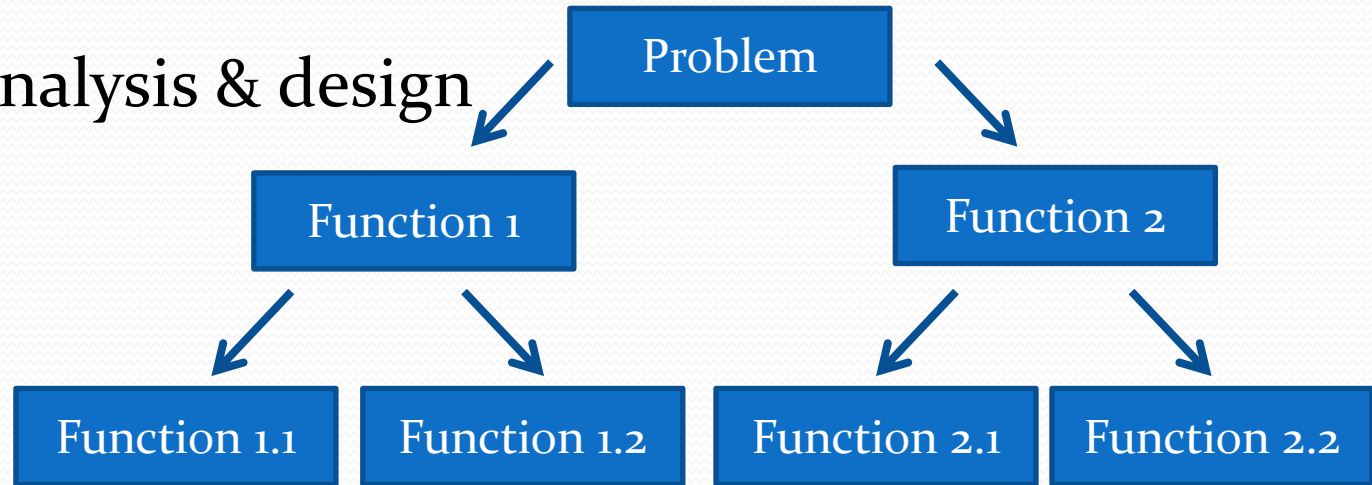 Problem
nalysis & design
Function 1
Function 2
Function 1.1
Function 1.2
Function 2.1
Function 2.2